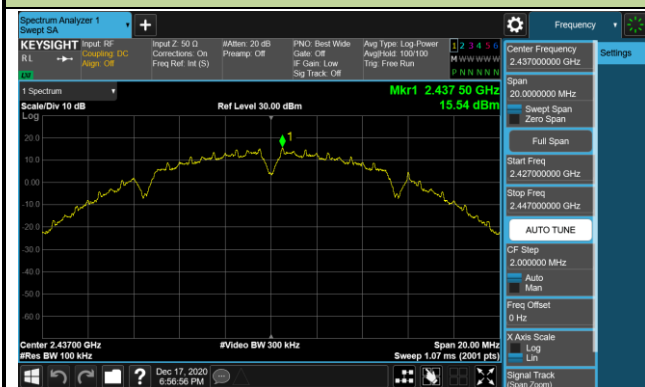 Spectrum Analyzer 1
Swept SA
+
Frequency
KEYSIGHT
Input: RF
Coupling: DC
Align: Off
Input Z: 50 Ω
Corrections: On
Freq Ref: Int (S)
#Atten: 20 dB
Preamp: Off
PNO: Best Wide
Gate: Off
IF Gain: Low
Sig Track: Off
Avg Type: Log-Power
Avg|Hold: 100/100
Trig: Free Run
1 2 3 4 5 6
M W W W W W
P N N N N N
R L
Center Frequency
2.437000000 GHz
Settings
Span
20.0000000 MHz
Swept Span
Zero Span
Full Span
Start Freq
2.427000000 GHz
Stop Freq
2.447000000 GHz
AUTO TUNE
CF Step
2.000000 MHz
Auto
Man
Freq Offset
0 Hz
X Axis Scale
Log
Lin
Signal Track
(Span Zoom)
1 Spectrum
Scale/Div 10 dB
Log
Ref Level 30.00 dBm
Mkr1 2.437 50 GHz
15.54 dBm
1
20.0
10.0
0.00
-10.0
-20.0
-30.0
-40.0
-50.0
-60.0
Center 2.43700 GHz
#Res BW 100 kHz
#Video BW 300 kHz
Span 20.00 MHz
Sweep 1.07 ms (2001 pts)
?
Dec 17, 2020
6:56:56 PM